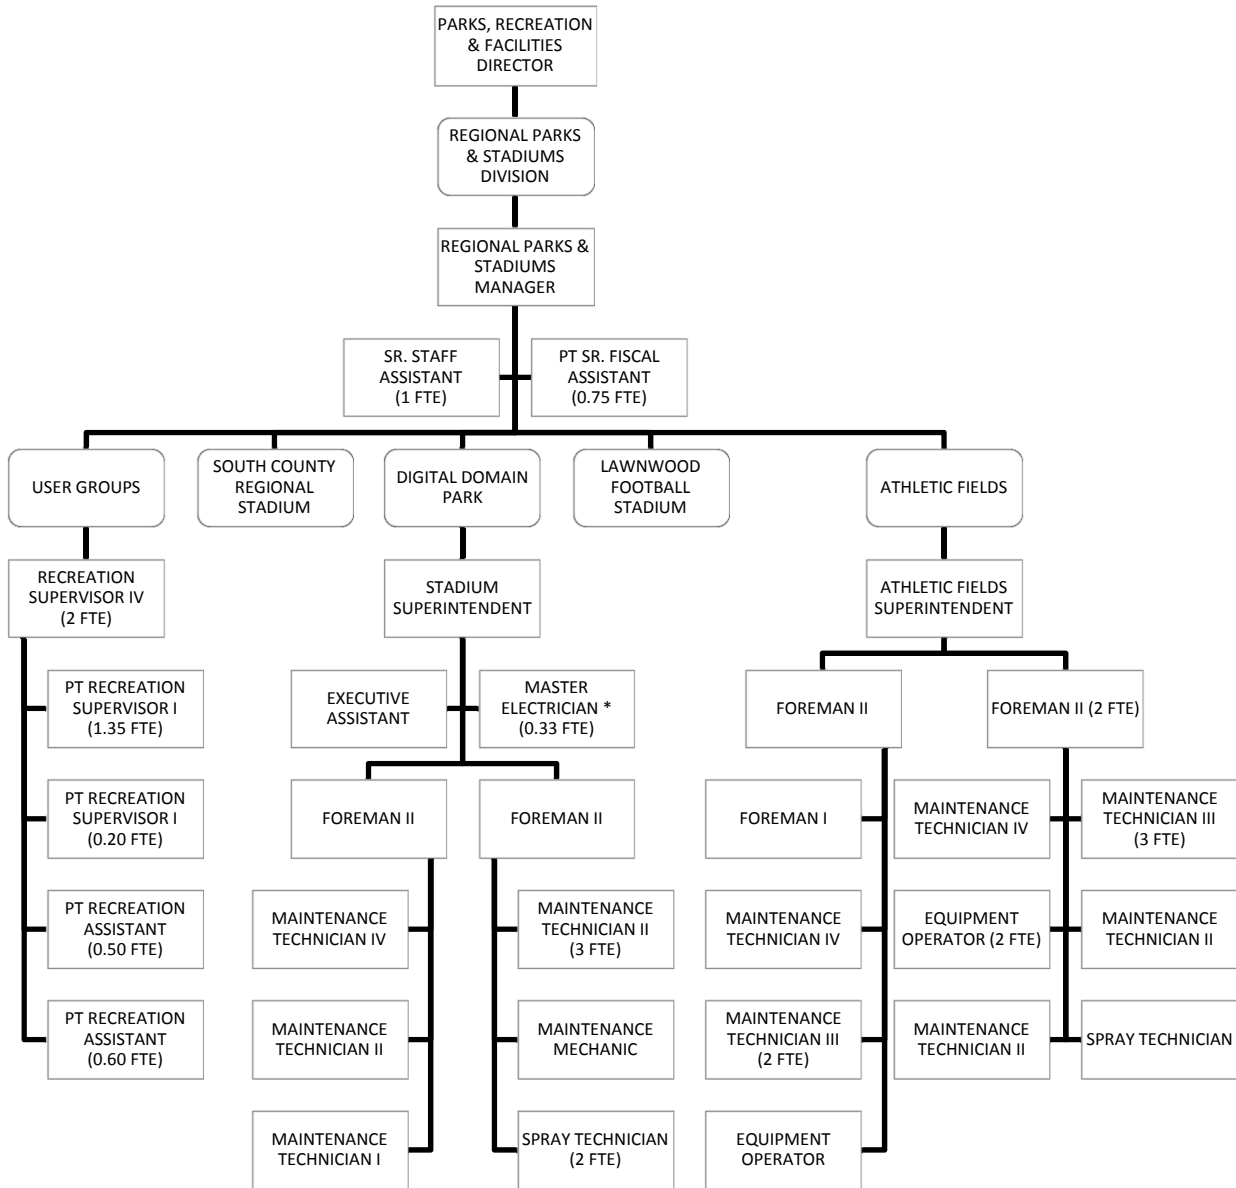 PARKS, RECREATION
& FACILITIES
DIRECTOR
REGIONAL PARKS
& STADIUMS
DIVISION
REGIONAL PARKS &
STADIUMS
MANAGER
SR. STAFF
ASSISTANT
(1 FTE)
PT SR. FISCAL
ASSISTANT
(0.75 FTE)
USER GROUPS
SOUTH COUNTY
REGIONAL
STADIUM
DIGITAL DOMAIN
PARK
LAWNWOOD
FOOTBALL
STADIUM
ATHLETIC FIELDS
RECREATION
SUPERVISOR IV
(2 FTE)
STADIUM
SUPERINTENDENT
ATHLETIC FIELDS
SUPERINTENDENT
PT RECREATION
SUPERVISOR I
(1.35 FTE)
EXECUTIVE
ASSISTANT
MASTER
ELECTRICIAN *
(0.33 FTE)
FOREMAN II
FOREMAN II (2 FTE)
PT RECREATION
SUPERVISOR I
(0.20 FTE)
FOREMAN II
FOREMAN II
FOREMAN I
MAINTENANCE
TECHNICIAN IV
MAINTENANCE
TECHNICIAN III
(3 FTE)
PT RECREATION
ASSISTANT
(0.50 FTE)
MAINTENANCE
TECHNICIAN IV
MAINTENANCE
TECHNICIAN II
(3 FTE)
MAINTENANCE
TECHNICIAN IV
EQUIPMENT
OPERATOR (2 FTE)
MAINTENANCE
TECHNICIAN II
PT RECREATION
ASSISTANT
(0.60 FTE)
MAINTENANCE
TECHNICIAN II
MAINTENANCE
MECHANIC
MAINTENANCE
TECHNICIAN III
(2 FTE)
MAINTENANCE
TECHNICIAN II
SPRAY TECHNICIAN
MAINTENANCE
TECHNICIAN I
SPRAY TECHNICIAN
(2 FTE)
EQUIPMENT
OPERATOR